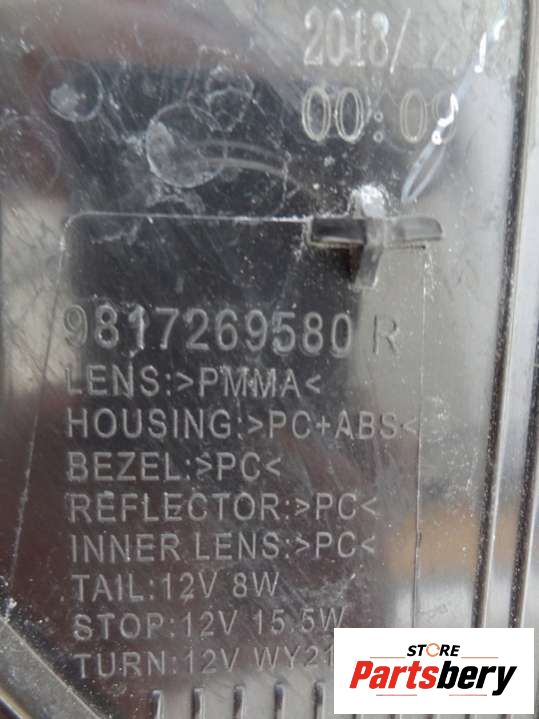 2018/
00:09
9817269580 R
LENS:>PMMA<
HOUSING:>PC+ABS<
BEZEL:>PC<
REFLECTOR:>PC<
INNER LENS:>PC<
TAIL:12V 8W
STOP:12V 15.5W
TURN:12V WY21
STORE
Partsbery